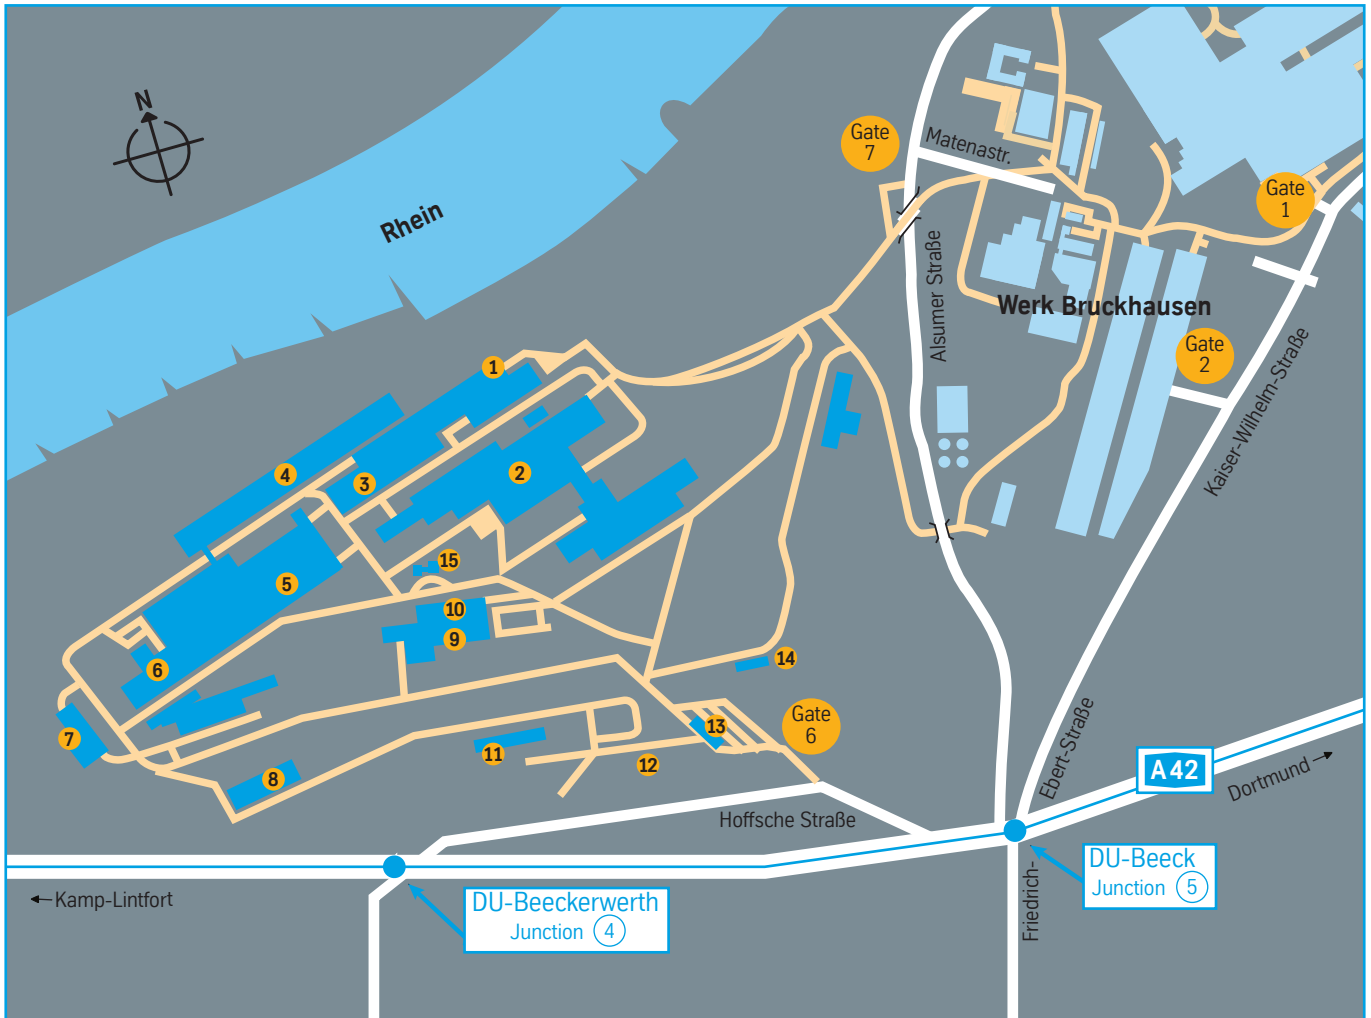 N
Rhein
Gate
7
Matenastr.
Gate
1
Alsumer Straße
Werk Bruckhausen
Gate
2
Kaiser-Wilhelm-Straße
1
2
3
4
5
15
10
9
6
14
7
13
Gate
6
11
12
8
Ebert-Straße
A 42
Dortmund →
Hoffsche Straße
DU-Beeck
Junction 5
Friedrich-
← Kamp-Lintfort
DU-Beeckerwerth
Junction 4